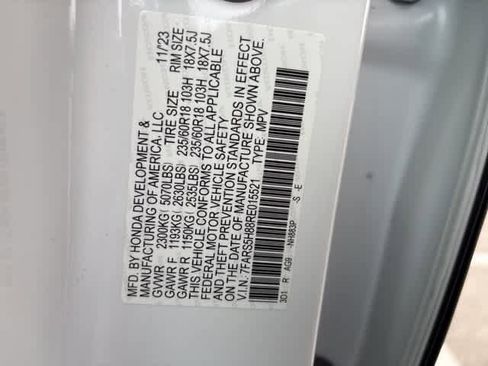 MFD. BY HONDA DEVELOPMENT & 11/23
MANUFACTURING OF AMERICA, LLC
GVWR 2300KG( 5070LBS) TIRE SIZE RIM SIZE
GAWR F 1193KG( 2630LBS) 235/60R18 103H 18X7.5J
GAWR R 1150KG( 2535LBS) 235/60R18 103H 18X7.5J
THIS VEHICLE CONFORMS TO ALL APPLICABLE
FEDERAL MOTOR VEHICLE SAFETY
AND THEFT PREVENTION STANDARDS IN EFFECT
ON THE DATE OF MANUFACTURE SHOWN ABOVE.
V.I.N. 7FARS5H88RE015521 TYPE: MPV
3D1 R AG9 -NH883P -S -E